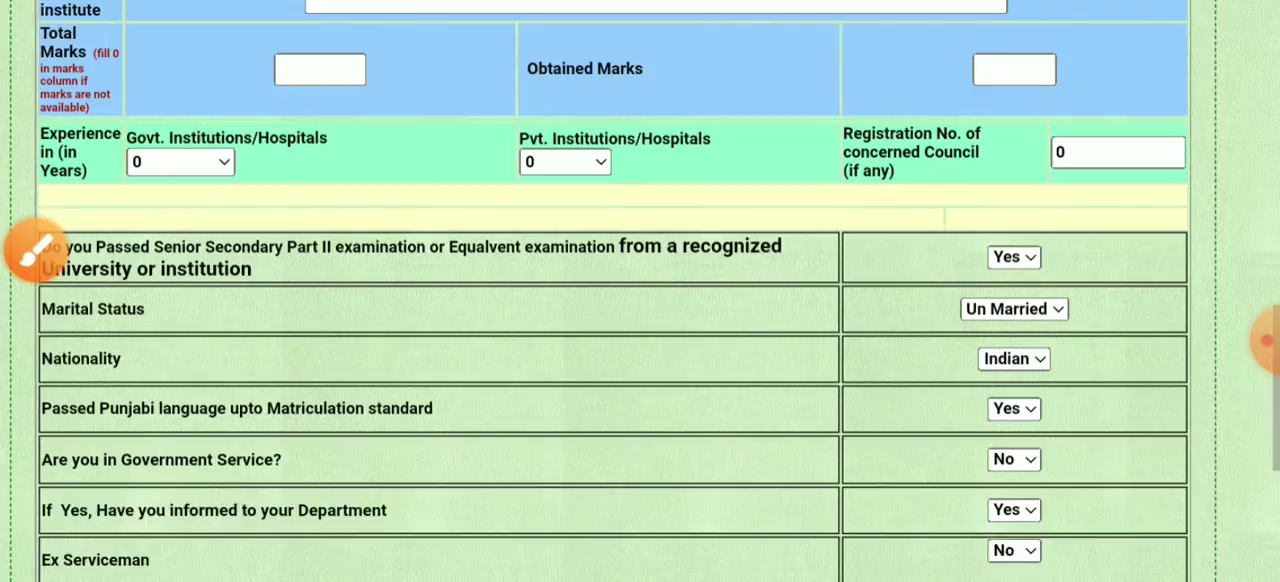 institute
Total
Marks (fill 0
in marks
column if
marks are not
available)
Obtained Marks
Experience
in (in
Years)
Govt. Institutions/Hospitals
0
Pvt. Institutions/Hospitals
0
Registration No. of
concerned Council
(if any)
0
you Passed Senior Secondary Part II examination or Equalvent examination from a recognized
University or institution
Yes
Marital Status
Un Married
Nationality
Indian
Passed Punjabi language upto Matriculation standard
Yes
Are you in Government Service?
No
If Yes, Have you informed to your Department
Yes
Ex Serviceman
No